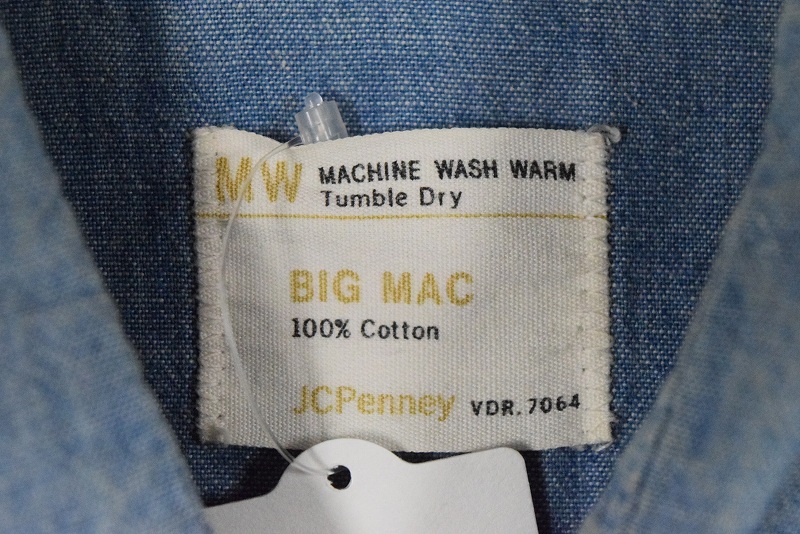 MW MACHINE WASH WARM
Tumble Dry
BIG MAC
100% Cotton
JCPenney VDR. 7064